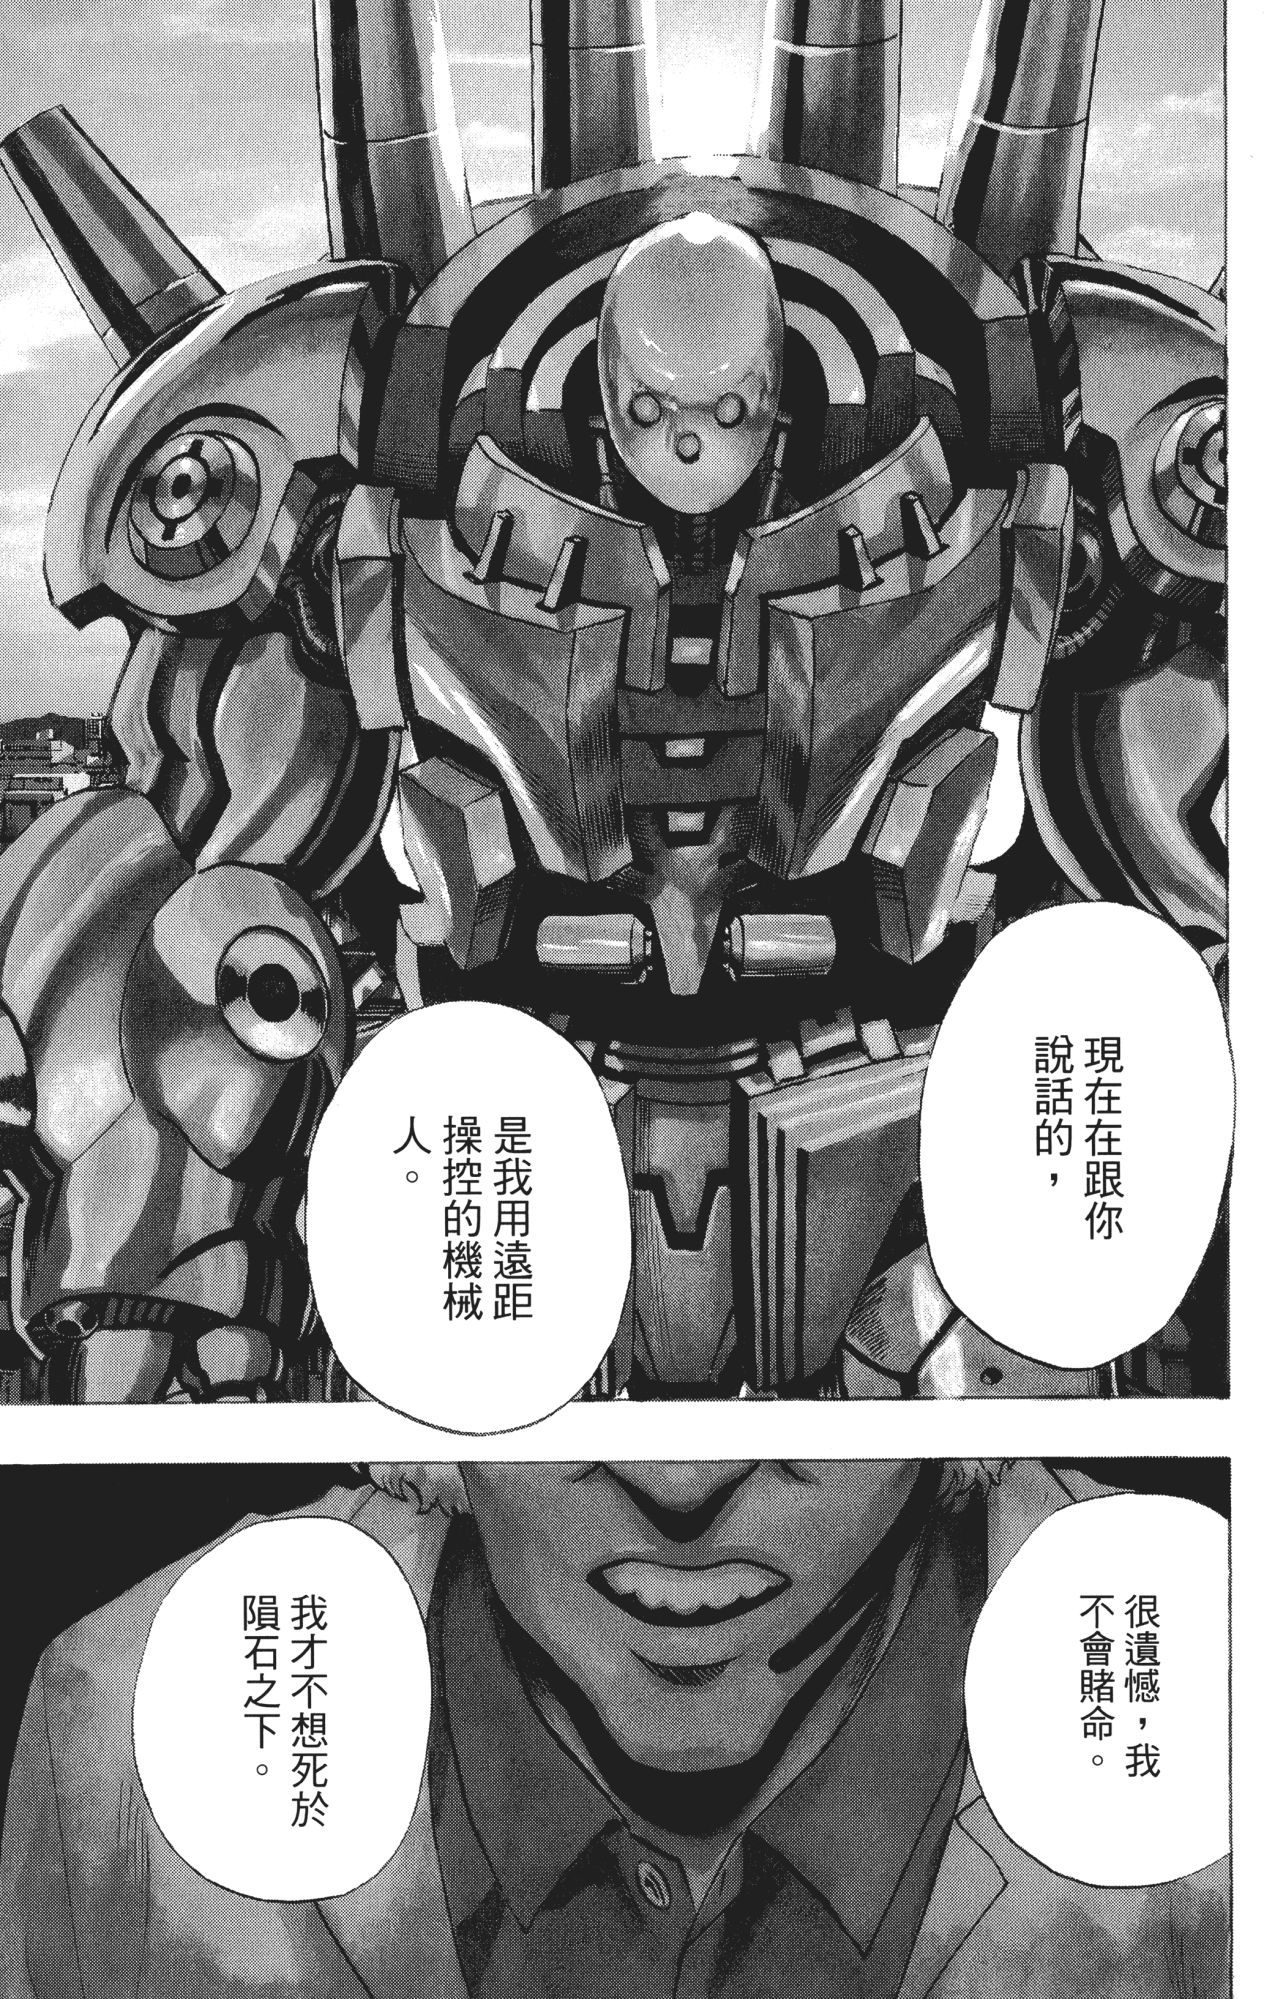 現在在跟你
說話的，
是我用遠距
操控的機械
人。
很遺憾，我
不會賭命。
我才不想死於
隕石之下。